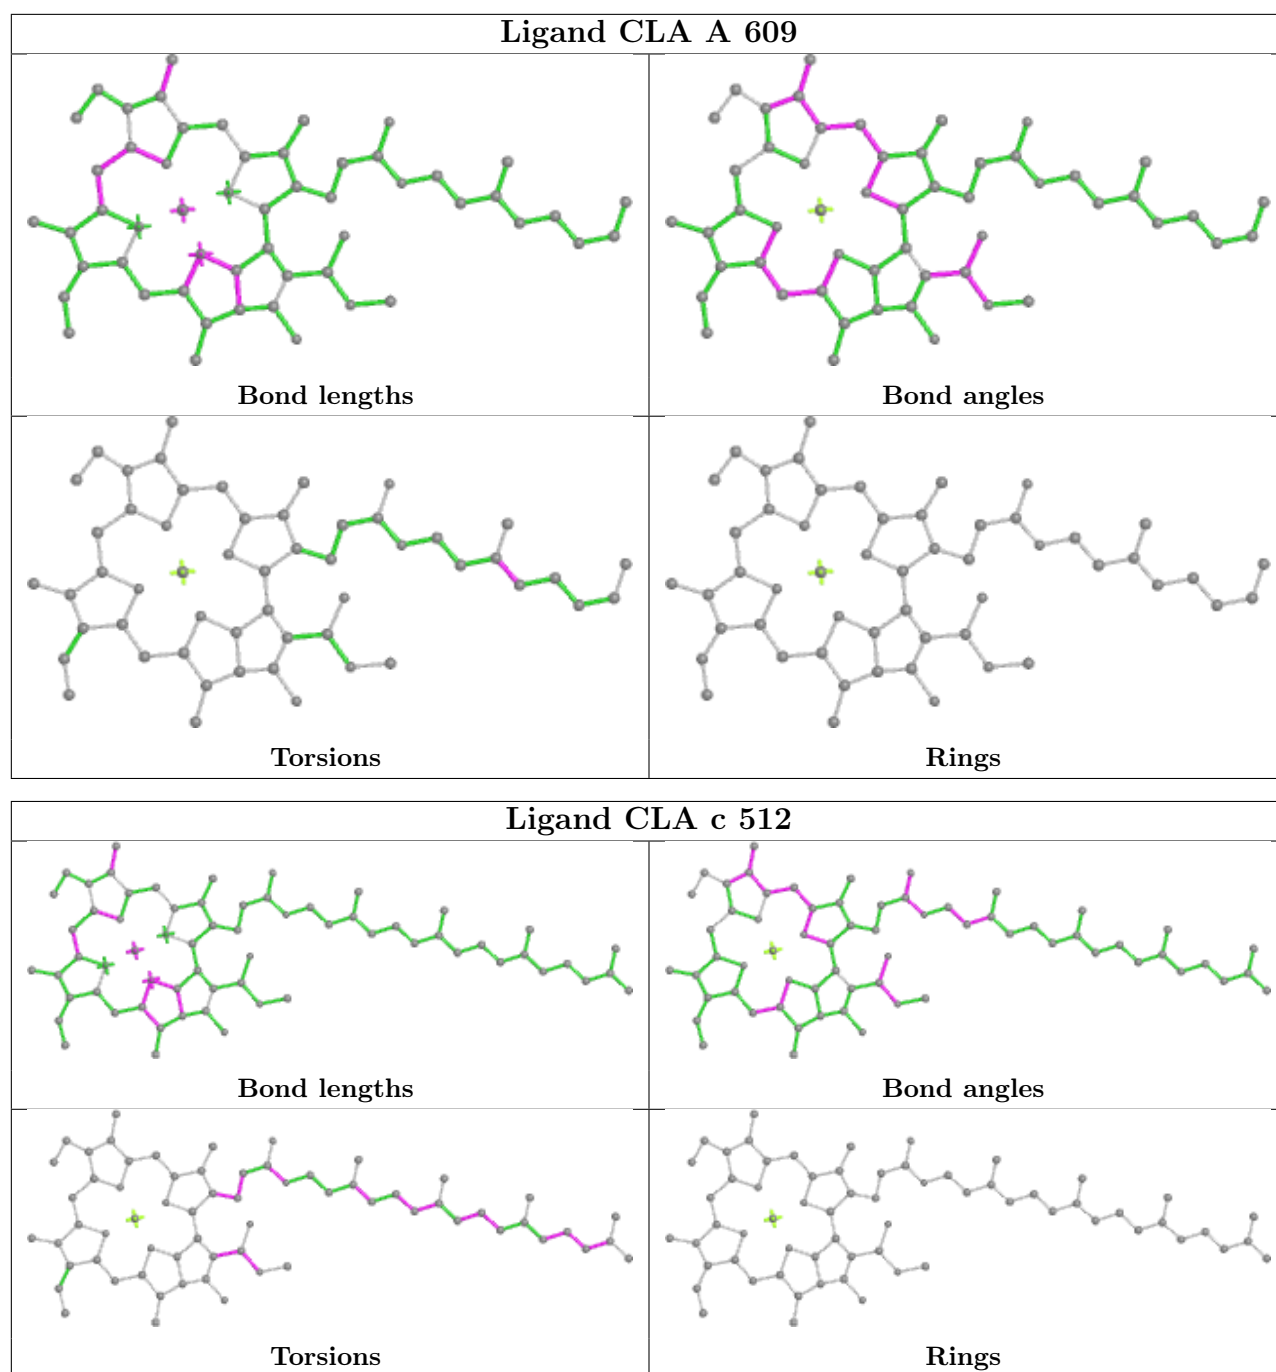 Ligand CLA A 609
Bond lengths
Bond angles
Torsions
Rings
Ligand CLA c 512
Bond lengths
Bond angles
Torsions
Rings